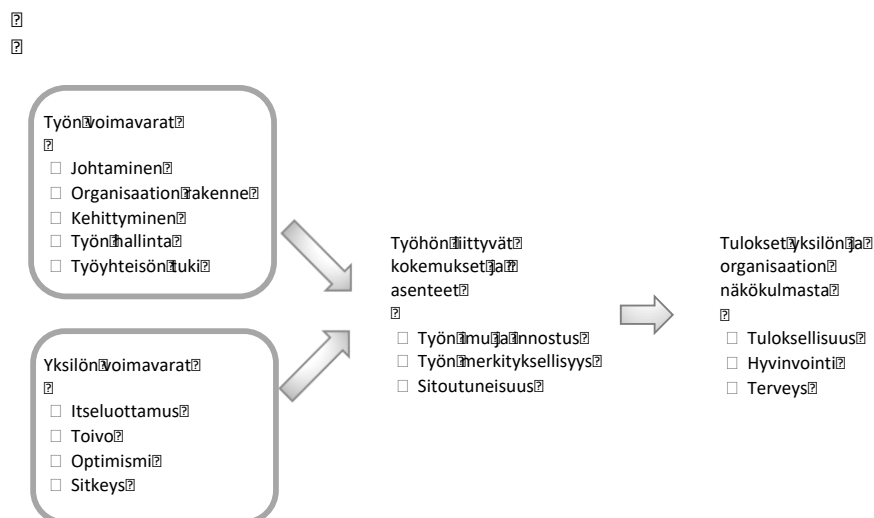 Työn voimavarat
Johtaminen
Organisaation rakenne
Kehittyminen
Työn hallinta
Työyhteisön tuki
Yksilön voimavarat
Itseluottamus
Toivo
Optimismi
Sitkeys
Työhön liittyvät
kokemukset ja
asenteet
Työn imu ja innostus
Työn merkityksellisyys
Sitoutuneisuus
Tulokset yksilön ja
organisaation
näkökulmasta
Tuloksellisuus
Hyvinvointi
Terveys